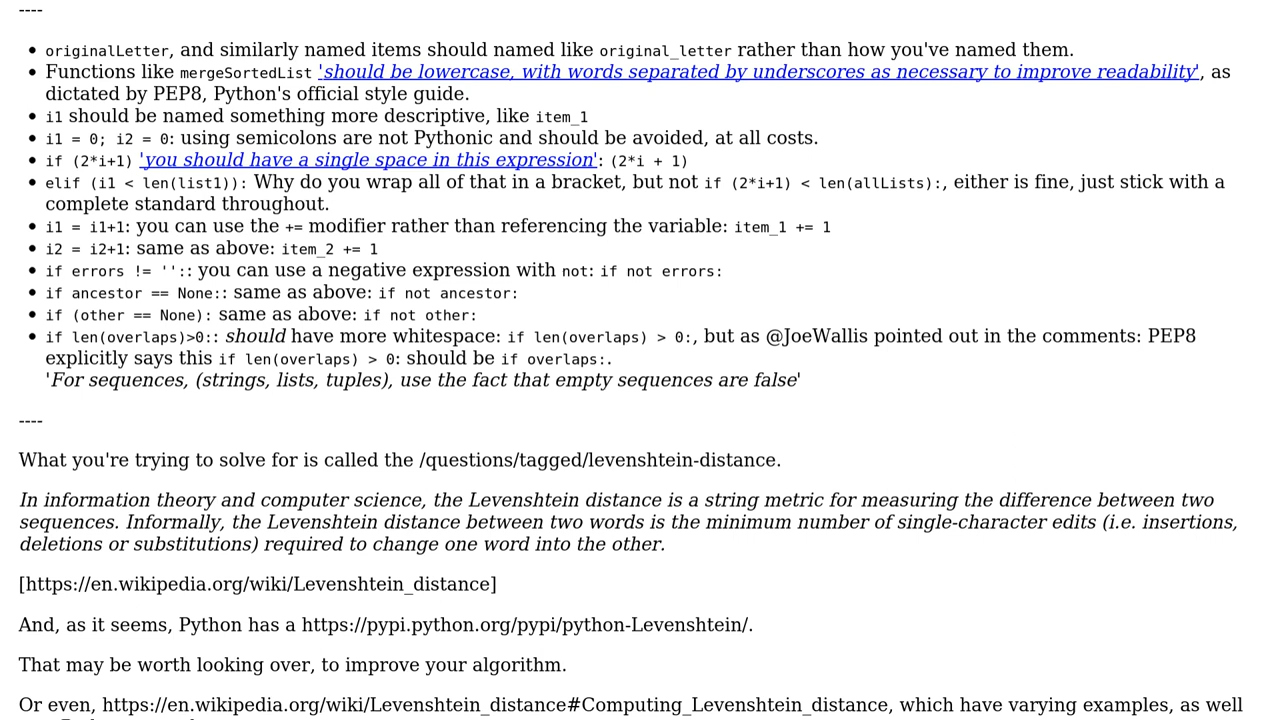 ----
• originalLetter, and similarly named items should named like original_letter rather than how you've named them.
• Functions like mergeSortedList 'should be lowercase, with words separated by underscores as necessary to improve readability', as
dictated by PEP8, Python's official style guide.
• i1 should be named something more descriptive, like item_1
• i1 = 0; i2 = 0: using semicolons are not Pythonic and should be avoided, at all costs.
• if (2*i+1) 'you should have a single space in this expression': (2*i + 1)
• elif (i1 < len(list1)): Why do you wrap all of that in a bracket, but not if (2*i+1) < len(allLists):, either is fine, just stick with a
complete standard throughout.
• i1 = i1+1: you can use the += modifier rather than referencing the variable: item_1 += 1
• i2 = i2+1: same as above: item_2 += 1
• if errors != '':: you can use a negative expression with not: if not errors:
• if ancestor == None:: same as above: if not ancestor:
• if (other == None): same as above: if not other:
• if len(overlaps)>0:: should have more whitespace: if len(overlaps) > 0:, but as @JoeWallis pointed out in the comments: PEP8
explicitly says this if len(overlaps) > 0: should be if overlaps:.
'For sequences, (strings, lists, tuples), use the fact that empty sequences are false'
----
What you're trying to solve for is called the /questions/tagged/levenshtein-distance.
In information theory and computer science, the Levenshtein distance is a string metric for measuring the difference between two
sequences. Informally, the Levenshtein distance between two words is the minimum number of single-character edits (i.e. insertions,
deletions or substitutions) required to change one word into the other.
[https://en.wikipedia.org/wiki/Levenshtein_distance]
And, as it seems, Python has a https://pypi.python.org/pypi/python-Levenshtein/.
That may be worth looking over, to improve your algorithm.
Or even, https://en.wikipedia.org/wiki/Levenshtein_distance#Computing_Levenshtein_distance, which have varying examples, as well